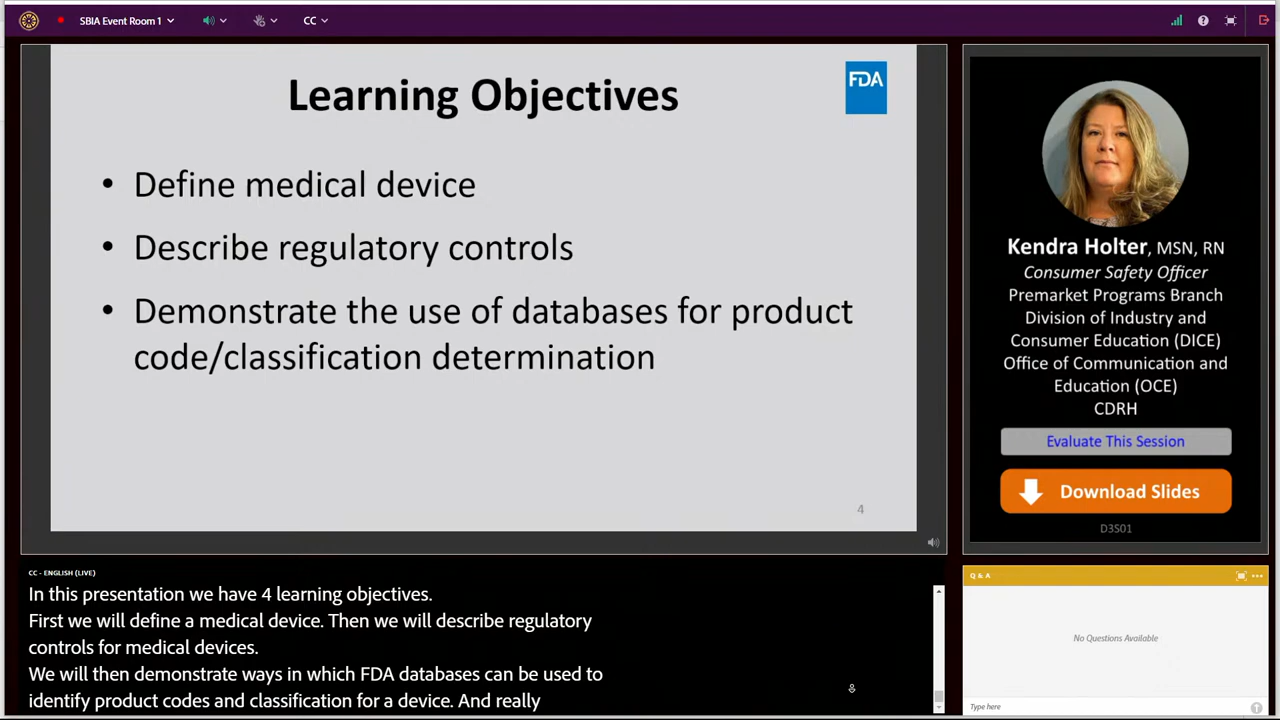 SBIA Event Room 1
CC
Learning Objectives
FDA
• Define medical device
• Describe regulatory controls
• Demonstrate the use of databases for product
code/classification determination
4
Kendra Holter, MSN, RN
Consumer Safety Officer
Premarket Programs Branch
Division of Industry and
Consumer Education (DICE)
Office of Communication and
Education (OCE)
CDRH
Evaluate This Session
Download Slides
D3S01
CC - ENGLISH (LIVE)
In this presentation we have 4 learning objectives.
First we will define a medical device. Then we will describe regulatory
controls for medical devices.
We will then demonstrate ways in which FDA databases can be used to
identify product codes and classification for a device. And really
Q & A
No Questions Available
Type here